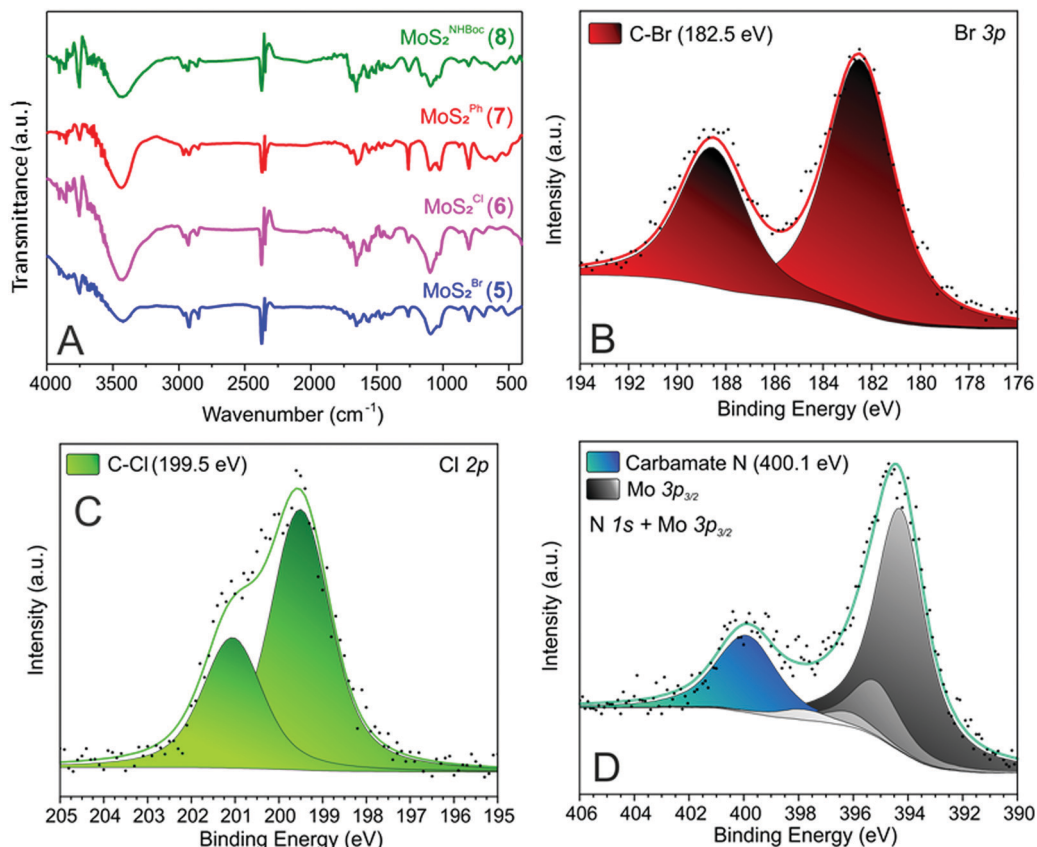 MoS₂ᴺᴴᴮᵒᶜ (8)
MoS₂ᴾʰ (7)
MoS₂ᶜˡ (6)
MoS₂ᴮʳ (5)
Transmittance (a.u.)
A
4000 3500 3000 2500 2000 1500 1000 500
Wavenumber (cm⁻¹)
C-Br (182.5 eV)
Br 3p
Intensity (a.u.)
B
194 192 190 188 186 184 182 180 178 176
Binding Energy (eV)
C-Cl (199.5 eV)
Cl 2p
C
Intensity (a.u.)
205 204 203 202 201 200 199 198 197 196 195
Binding Energy (eV)
Carbamate N (400.1 eV)
Mo 3p3/2
N 1s + Mo 3p3/2
Intensity (a.u.)
D
406 404 402 400 398 396 394 392 390
Binding Energy (eV)